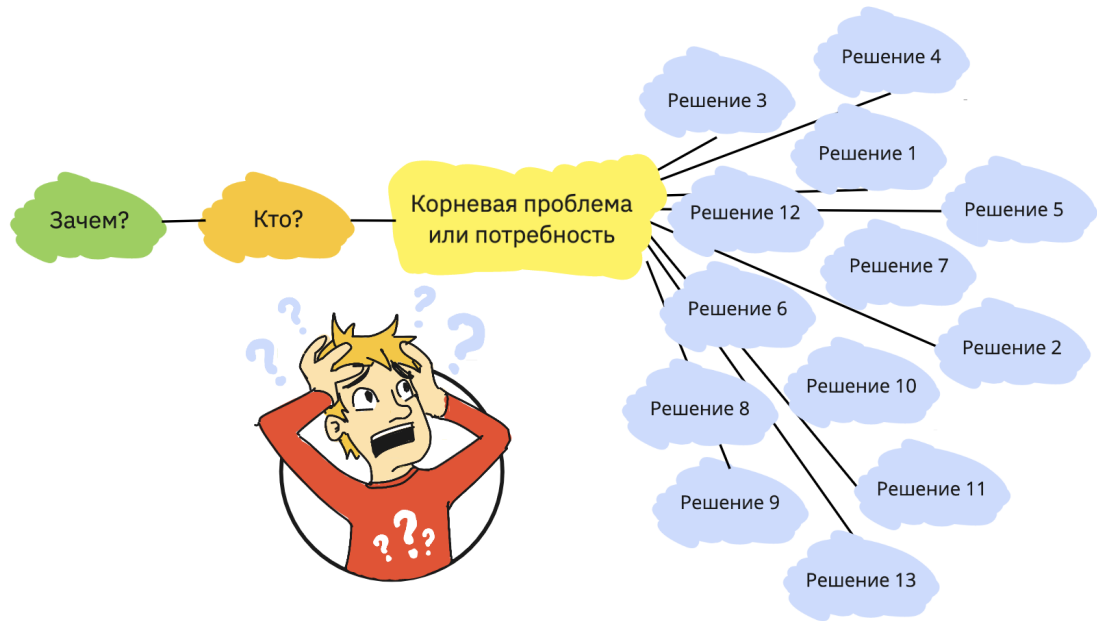 Зачем?
Кто?
Корневая проблема
или потребность
Решение 3
Решение 4
Решение 1
Решение 12
Решение 5
Решение 7
Решение 6
Решение 2
Решение 10
Решение 8
Решение 11
Решение 9
Решение 13
? ? ? ?
? ? ?